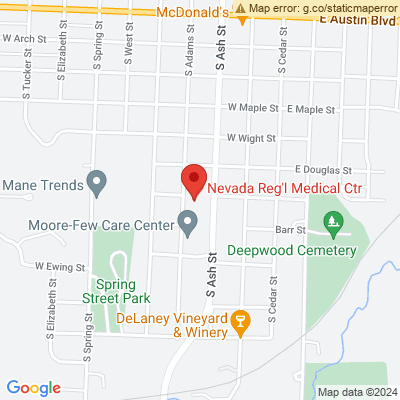 McDonald's
Map error: g.co/staticmaperror
E Austin Blvd
W Arch St
S Tucker St
S Elizabeth St
S Spring St
S West St
S Adams St
S Ash St
S Cedar St
W Maple St
E Maple St
W Wight St
E Douglas St
Mane Trends
Nevada Reg'l Medical Ctr
Moore-Few Care Center
Barr St
Deepwood Cemetery
W Ewing St
Spring
Street Park
S Ash St
S Cedar St
S Elizabeth St
S Spring St
DeLaney Vineyard
& Winery
Google
Map data ©2024